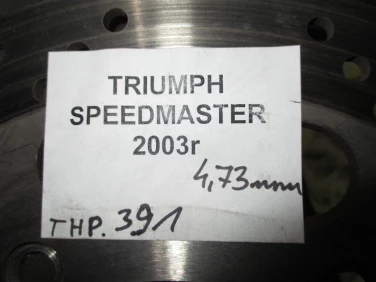 TRIUMPH
SPEEDMASTER
2003r
4,73mm
THP. 391